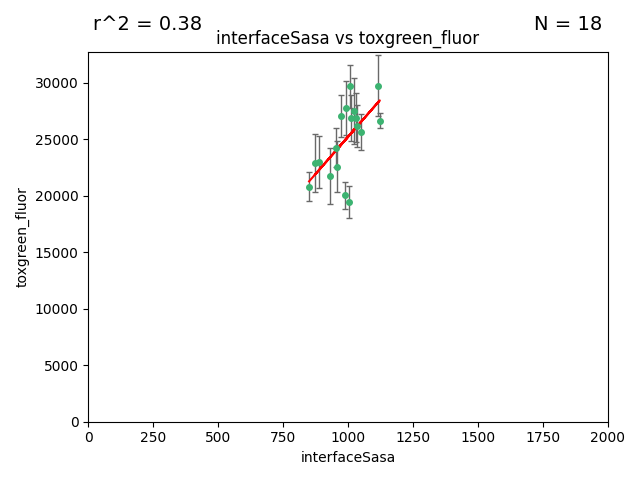 r^2 = 0.38
N = 18
interfaceSasa vs toxgreen_fluor
30000
25000
20000
15000
10000
5000
0
toxgreen_fluor
0 250 500 750 1000 1250 1500 1750 2000
interfaceSasa